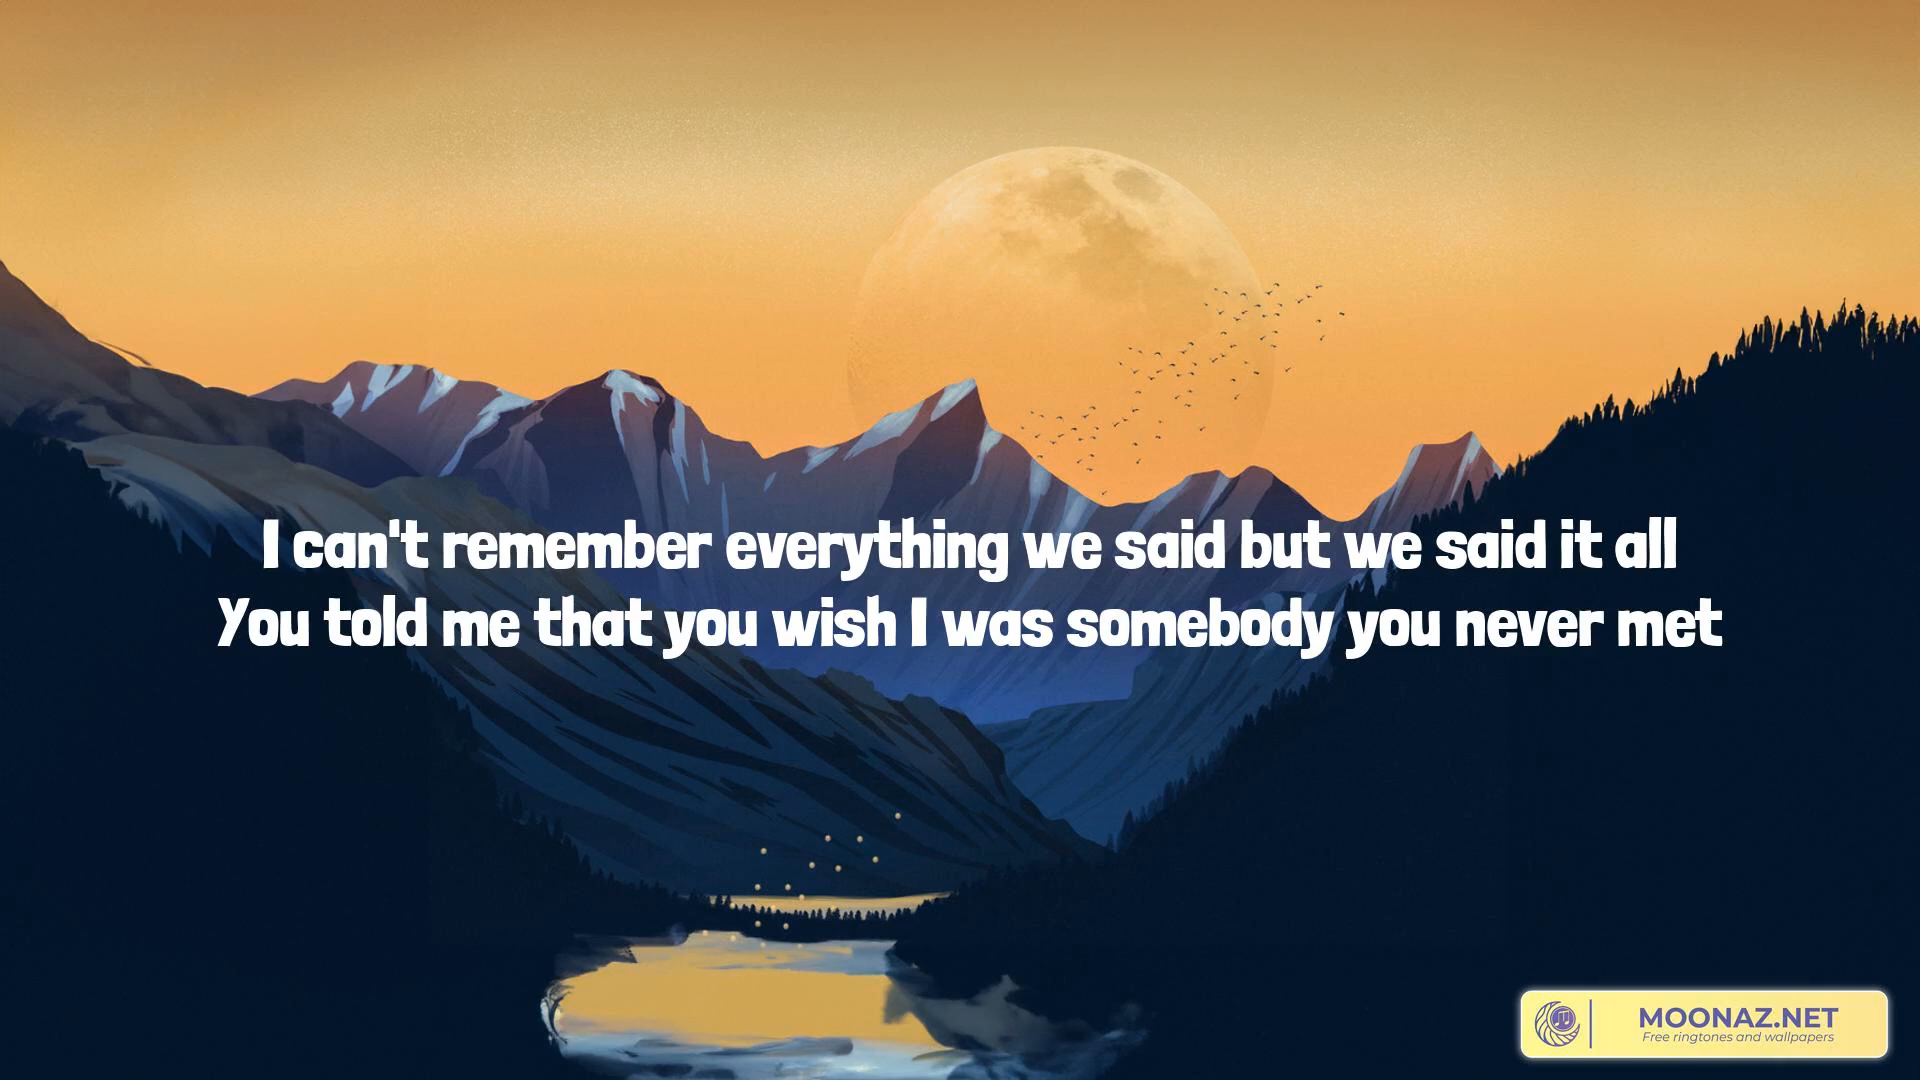 I can't remember everything we said but we said it all
You told me that you wish I was somebody you never met
MOONAZ.NET
Free ringtones and wallpapers